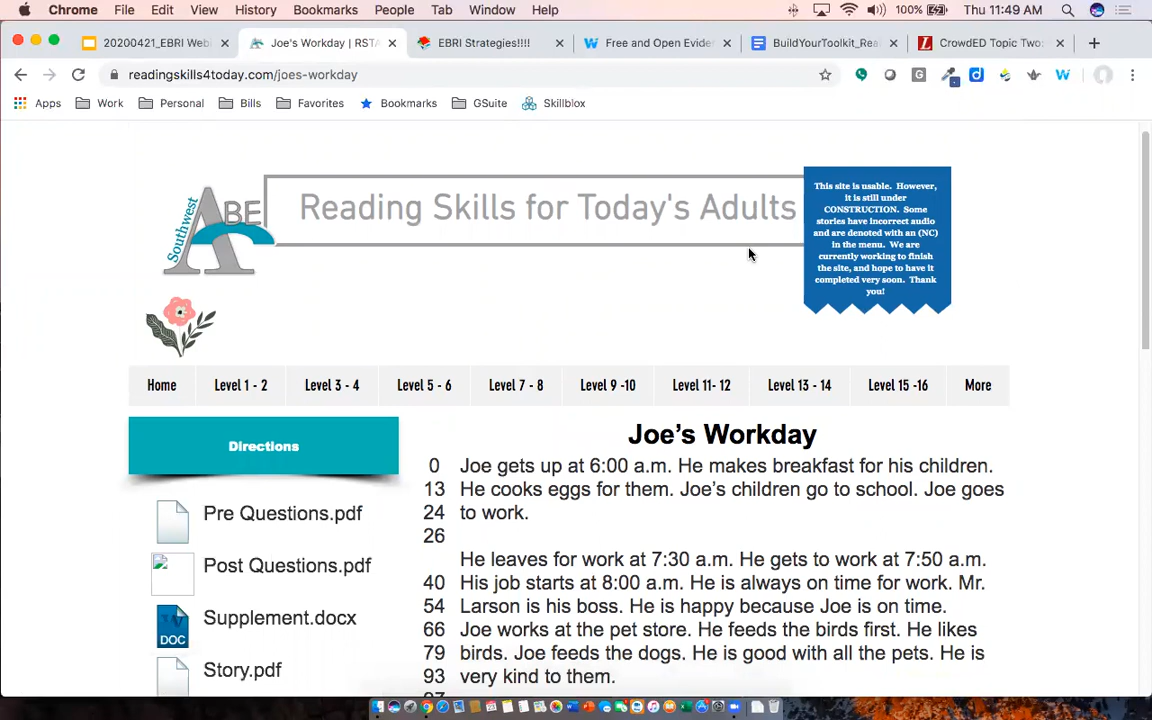 Chrome File Edit View History Bookmarks People Tab Window Help 100% Thu 11:49 AM
20200421_EBRI Webi Joe's Workday | RSTA EBRI Strategies!!!! Free and Open Evide BuildYourToolkit_Rea CrowdED Topic Two:
readingskills4today.com/joes-workday
Apps Work Personal Bills Favorites Bookmarks GSuite Skillblox
Southwest ABE
Reading Skills for Today's Adults
This site is usable. However,
it is still under
CONSTRUCTION. Some
stories have incorrect audio
and are denoted with an (NC)
in the menu. We are
currently working to finish
the site, and hope to have it
completed very soon. Thank
you!
Home Level 1 - 2 Level 3 - 4 Level 5 - 6 Level 7 - 8 Level 9 -10 Level 11- 12 Level 13 - 14 Level 15 -16 More
Directions
Pre Questions.pdf
Post Questions.pdf
Supplement.docx
DOC
Story.pdf
Joe's Workday
0 Joe gets up at 6:00 a.m. He makes breakfast for his children.
13 He cooks eggs for them. Joe's children go to school. Joe goes
24 to work.
26
He leaves for work at 7:30 a.m. He gets to work at 7:50 a.m.
40 His job starts at 8:00 a.m. He is always on time for work. Mr.
54 Larson is his boss. He is happy because Joe is on time.
66 Joe works at the pet store. He feeds the birds first. He likes
79 birds. Joe feeds the dogs. He is good with all the pets. He is
93 very kind to them.